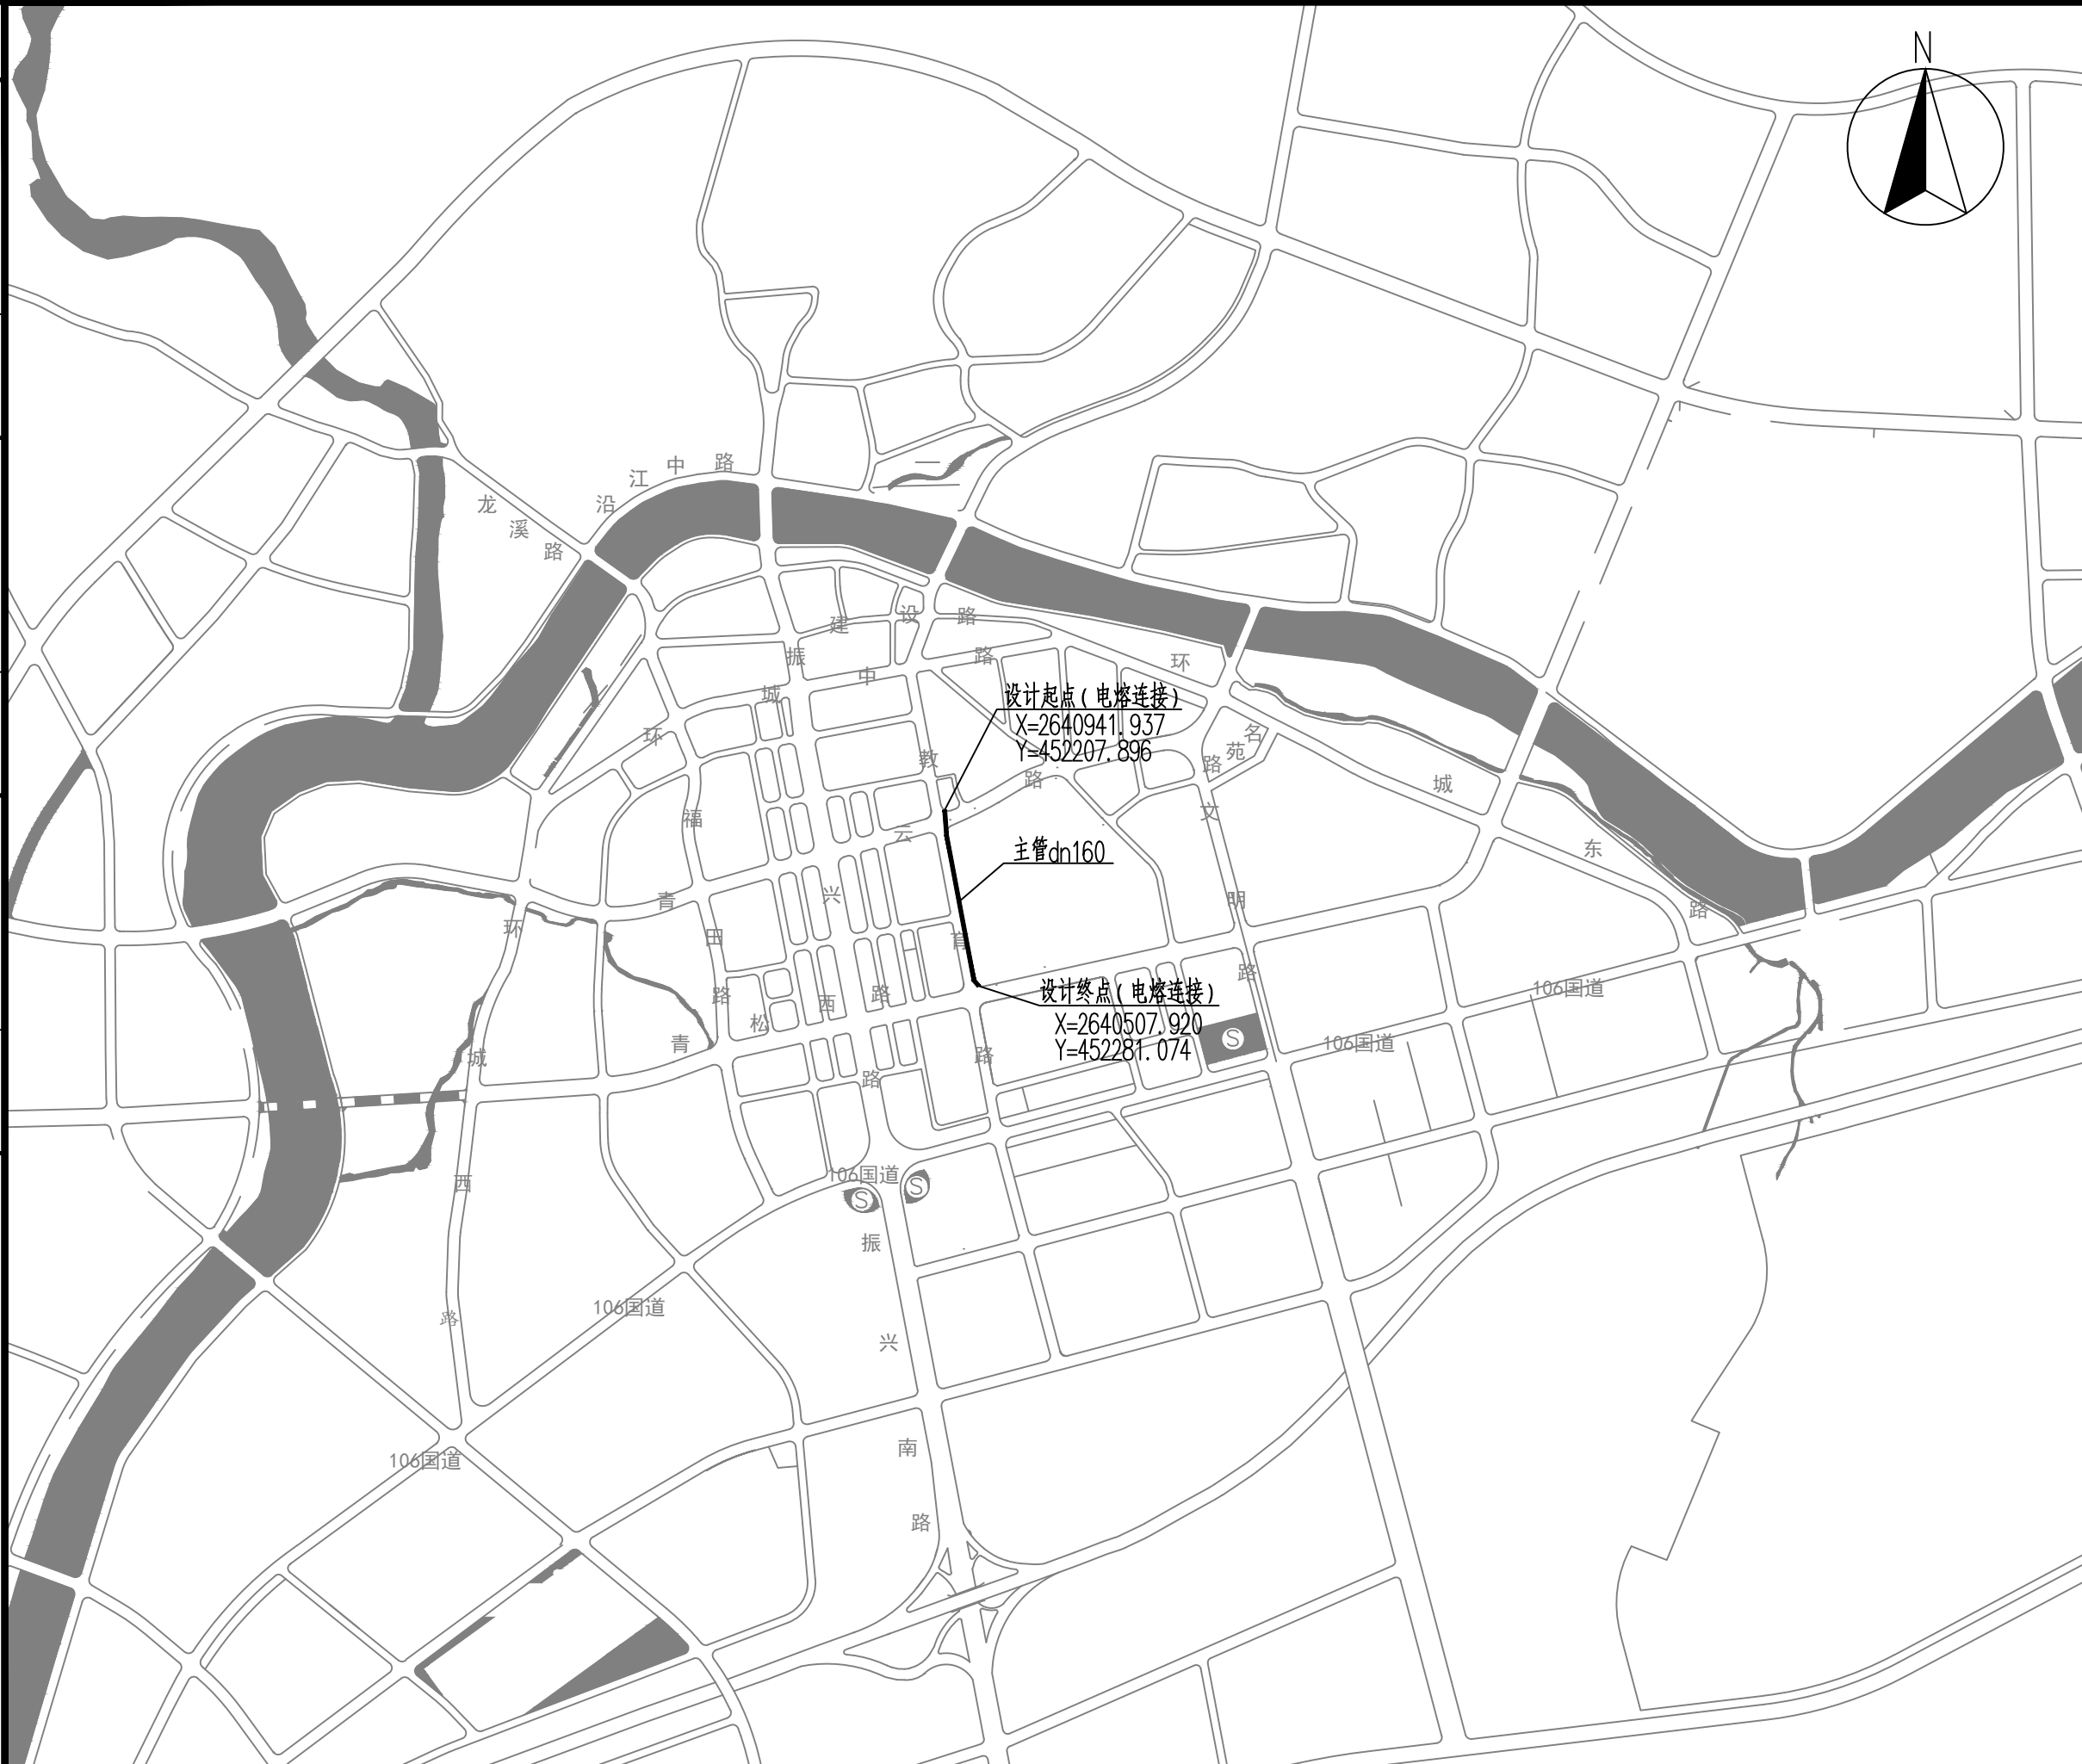 N
沿江中路
龙溪路
建设路
振
中
路
环
城
设计起点（电熔连接）
X=2640941.937
Y=452207.896
环
教
路
名
苑
路
城
福
文
云
主管dn160
东
兴
青
明
环
田
育
路
路
106国道
设计终点（电熔连接）
X=2640507.920
Y=452281.074
路
西
路
松
青
城
路
S
106国道
路
106国道
S
S
西
振
106国道
路
兴
106国道
南
路